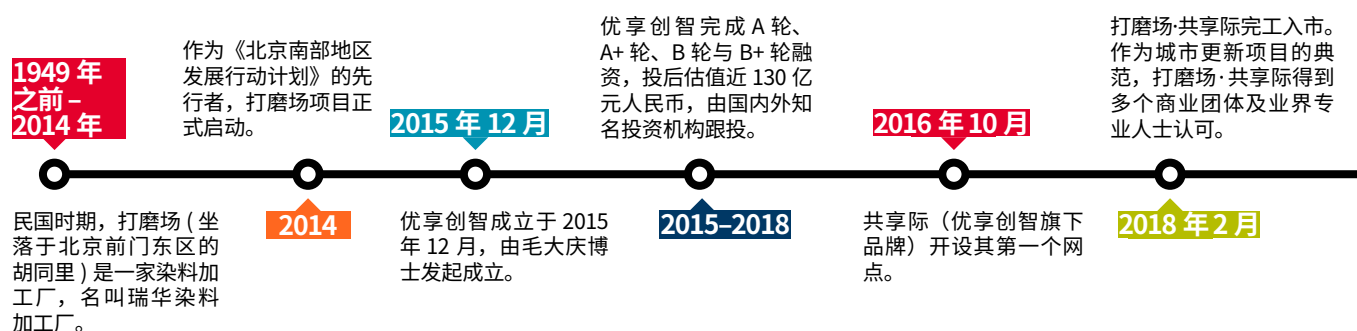 1949 年
之前 –
2014 年
民国时期，打磨场 ( 坐
落于北京前门东区的
胡同里 ) 是一家染料加
工厂，名叫瑞华染料
加工厂。
作为《北京南部地区
发展行动计划》的先
行者，打磨场项目正
式启动。
2014
2015 年 12 月
优享创智成立于 2015
年 12 月，由毛大庆博
士发起成立。
优享创智完成 A 轮、
A+ 轮、B 轮与 B+ 轮融
资，投后估值近 130 亿
元人民币，由国内外知
名投资机构跟投。
2015–2018
2016 年 10 月
共享际（优享创智旗下
品牌）开设其第一个网
点。
打磨场·共享际完工入市。
作为城市更新项目的典
范，打磨场 · 共享际得到
多个商业团体及业界专
业人士认可。
2018 年 2 月